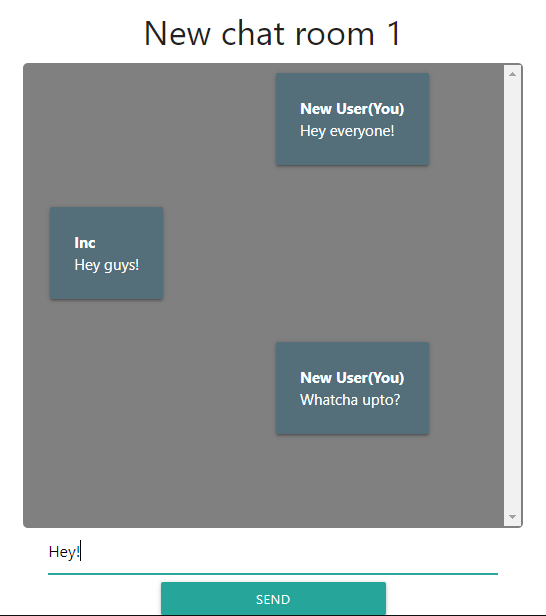 New chat room 1
New User(You)
Hey everyone!
Inc
Hey guys!
New User(You)
Whatcha upto?
Hey!
SEND